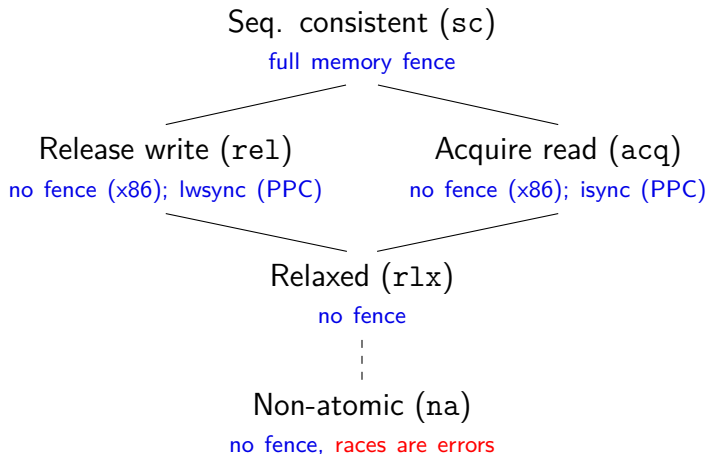 Seq. consistent (sc)
full memory fence
Release write (rel)
no fence (x86); lwsync (PPC)
Acquire read (acq)
no fence (x86); isync (PPC)
Relaxed (rlx)
no fence
Non-atomic (na)
no fence, races are errors